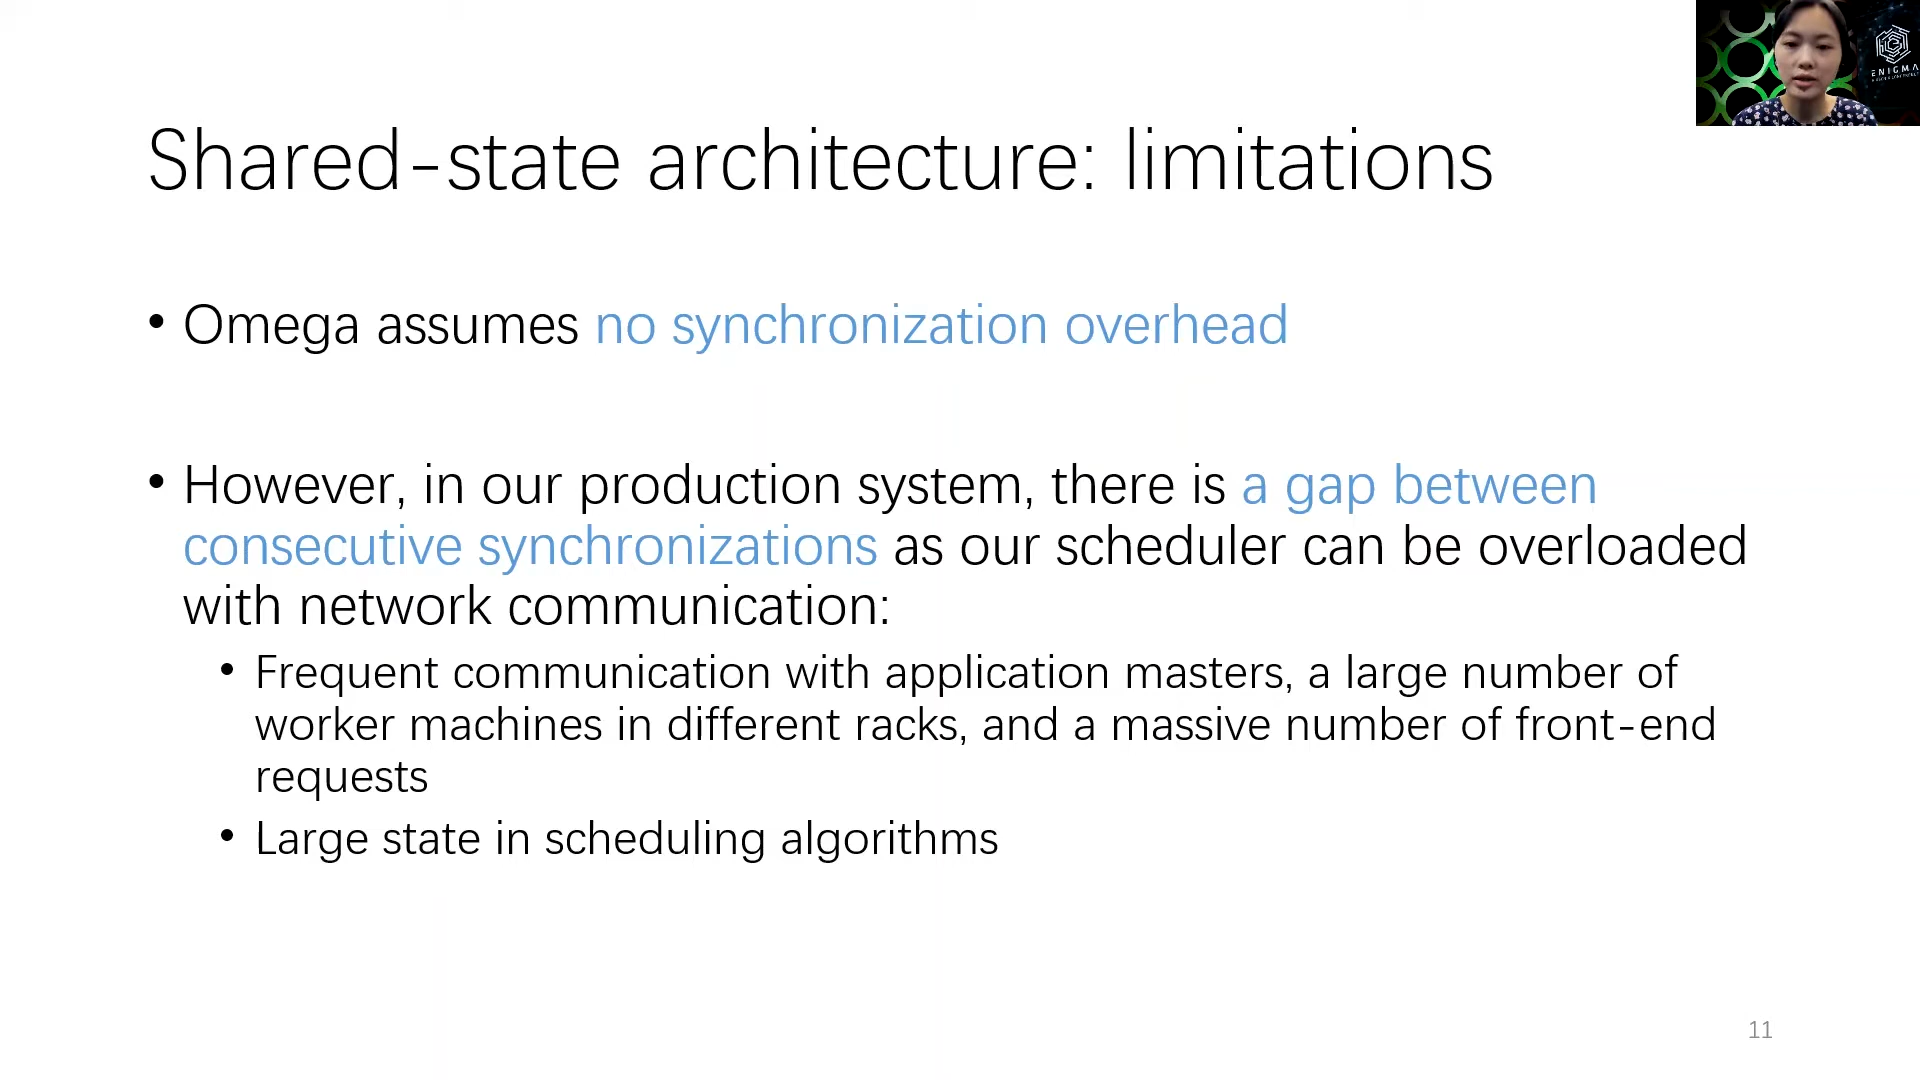 Shared-state architecture: limitations
• Omega assumes no synchronization overhead
• However, in our production system, there is a gap between
consecutive synchronizations as our scheduler can be overloaded
with network communication:
• Frequent communication with application masters, a large number of
worker machines in different racks, and a massive number of front-end
requests
• Large state in scheduling algorithms
11
ENIGMA